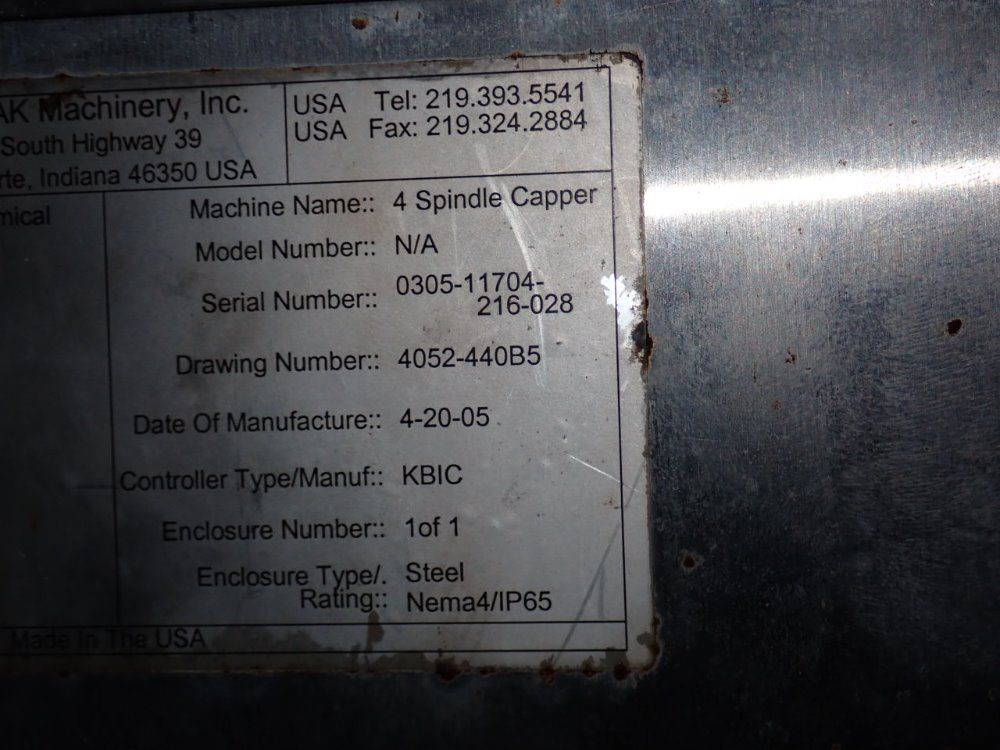 AK Machinery, Inc.
South Highway 39
rte, Indiana 46350 USA
USA Tel: 219.393.5541
USA Fax: 219.324.2884
mical
Machine Name:: 4 Spindle Capper
Model Number:: N/A
Serial Number:: 0305-11704-
216-028
Drawing Number:: 4052-440B5
Date Of Manufacture:: 4-20-05
Controller Type/Manuf:: KBIC
Enclosure Number:: 1of 1
Enclosure Type/. Steel
Rating:: Nema4/IP65
Made In The USA